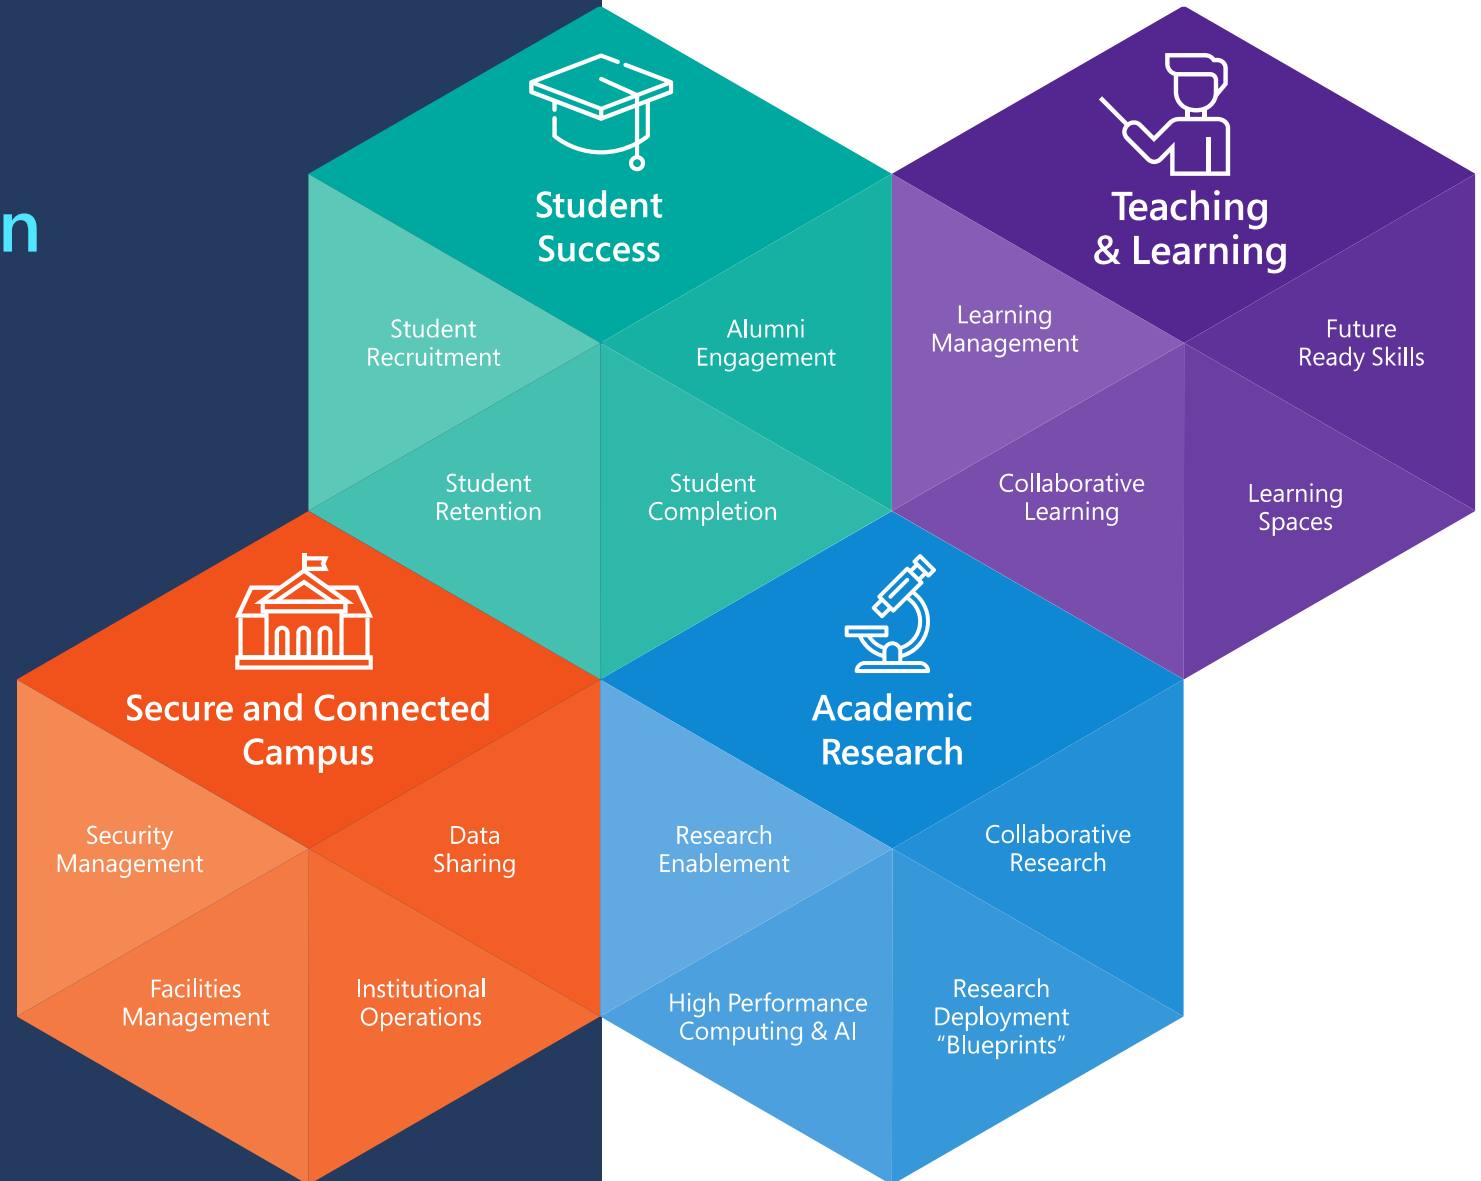 n
Student
Success
Student
Recruitment
Alumni
Engagement
Student
Retention
Student
Completion
Teaching
& Learning
Learning
Management
Future
Ready Skills
Collaborative
Learning
Learning
Spaces
Secure and Connected
Campus
Security
Management
Data
Sharing
Facilities
Management
Institutional
Operations
Academic
Research
Research
Enablement
Collaborative
Research
High Performance
Computing & AI
Research
Deployment
“Blueprints”